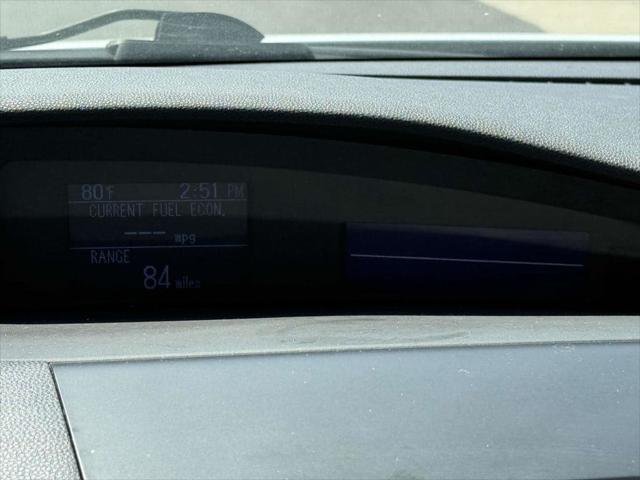 80°F 2:51 PM
CURRENT FUEL ECON.
--- mpg
RANGE
84 miles